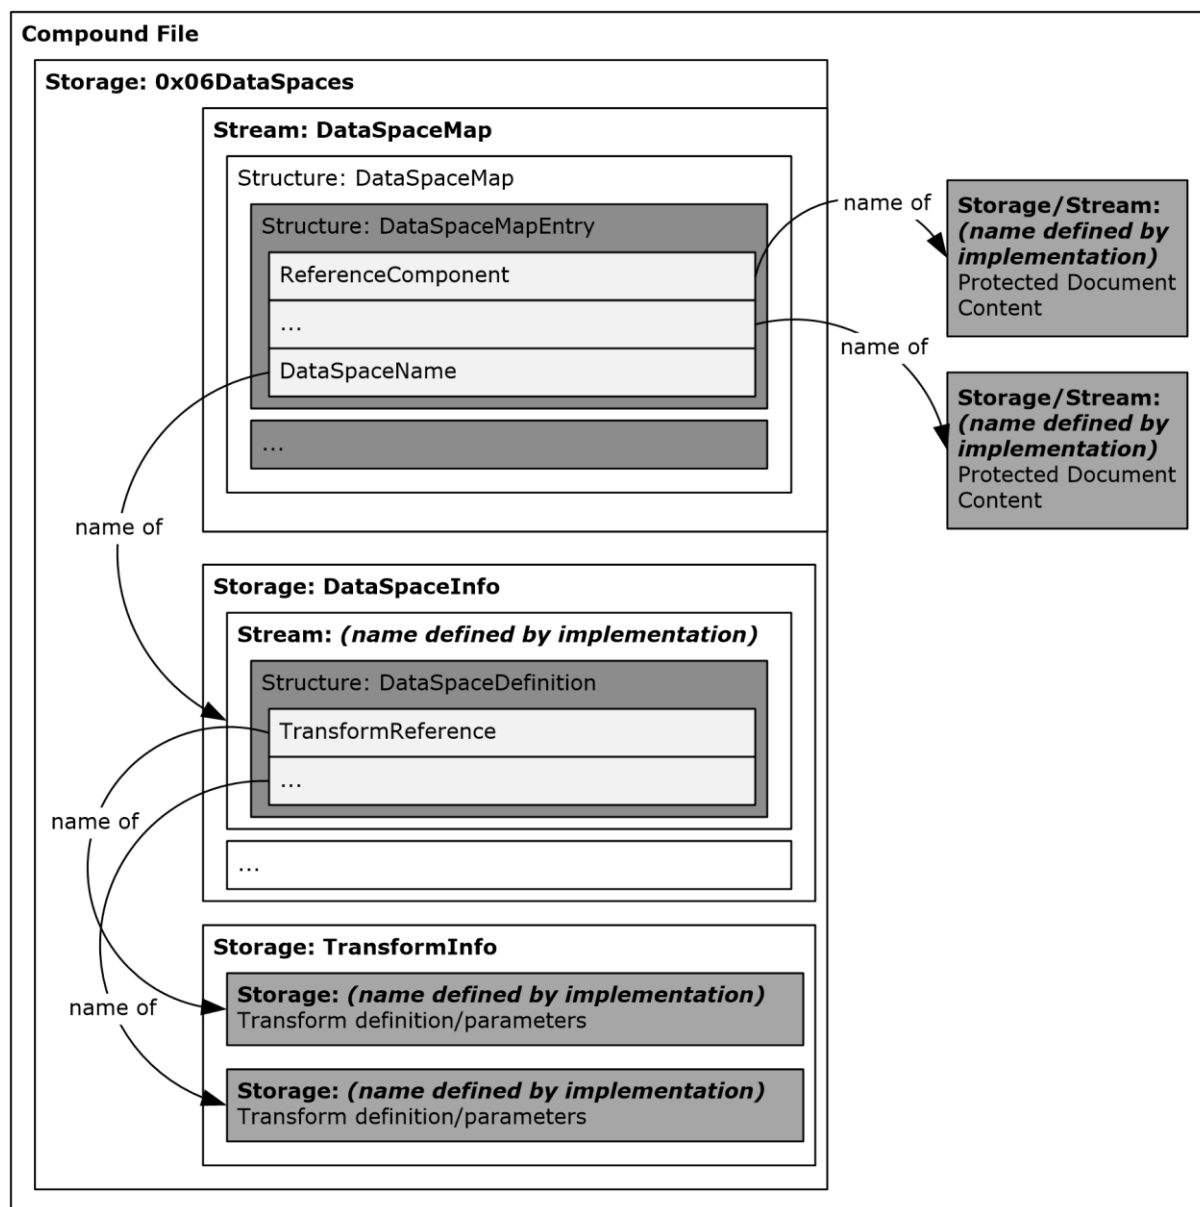 Compound File
Storage: 0x06DataSpaces
Stream: DataSpaceMap
Structure: DataSpaceMap
Structure: DataSpaceMapEntry
ReferenceComponent
...
DataSpaceName
...
name of
Storage/Stream:
(name defined by
implementation)
Protected Document
Content
name of
Storage/Stream:
(name defined by
implementation)
Protected Document
Content
name of
Storage: DataSpaceInfo
Stream: (name defined by implementation)
Structure: DataSpaceDefinition
TransformReference
...
...
name of
name of
Storage: TransformInfo
Storage: (name defined by implementation)
Transform definition/parameters
Storage: (name defined by implementation)
Transform definition/parameters